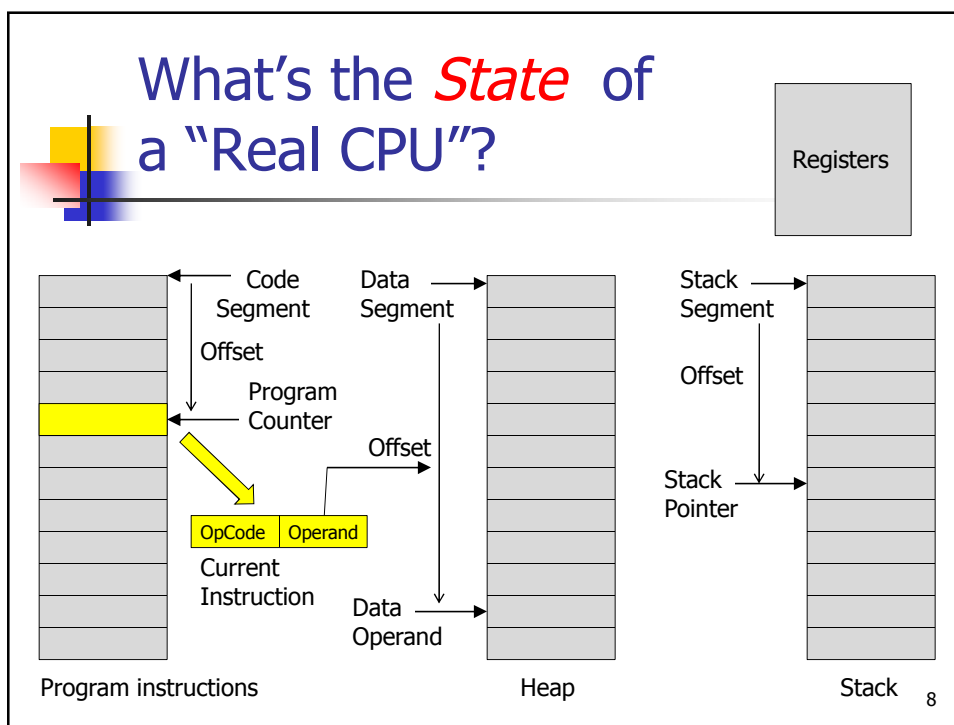 What's the State of
a “Real CPU”?
Registers
Code
Segment
Offset
Program
Counter
OpCode
Operand
Current
Instruction
Program instructions
Data
Segment
Offset
Data
Operand
Heap
Stack
Segment
Offset
Stack
Pointer
Stack
8